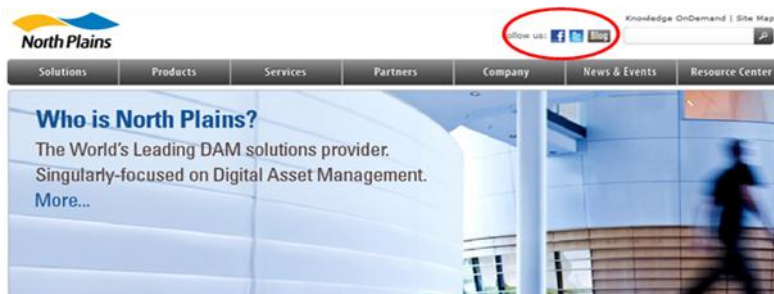 Knowledge OnDemand | Site Map
North Plains
ollow us: f t Blog
Solutions Products Services Partners Company News & Events Resource Center
Who is North Plains?
The World's Leading DAM solutions provider.
Singularly-focused on Digital Asset Management.
More...